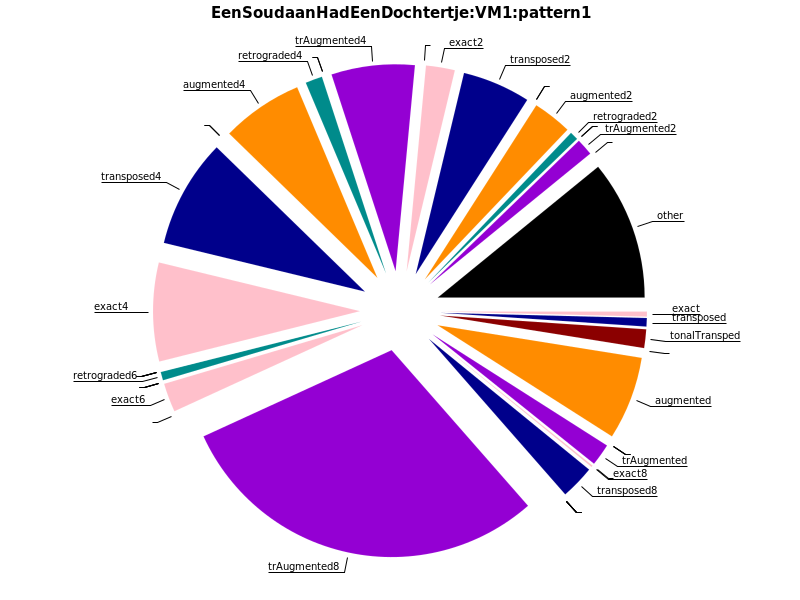 EenSoudaanHadEenDochtertje:VM1:pattern1
trAugmented4
exact2
retrograded4
transposed2
augmented4
augmented2
retrograded2
trAugmented2
transposed4
other
exact4
exact
transposed
tonalTransped
retrograded6
exact6
augmented
trAugmented
exact8
transposed8
trAugmented8